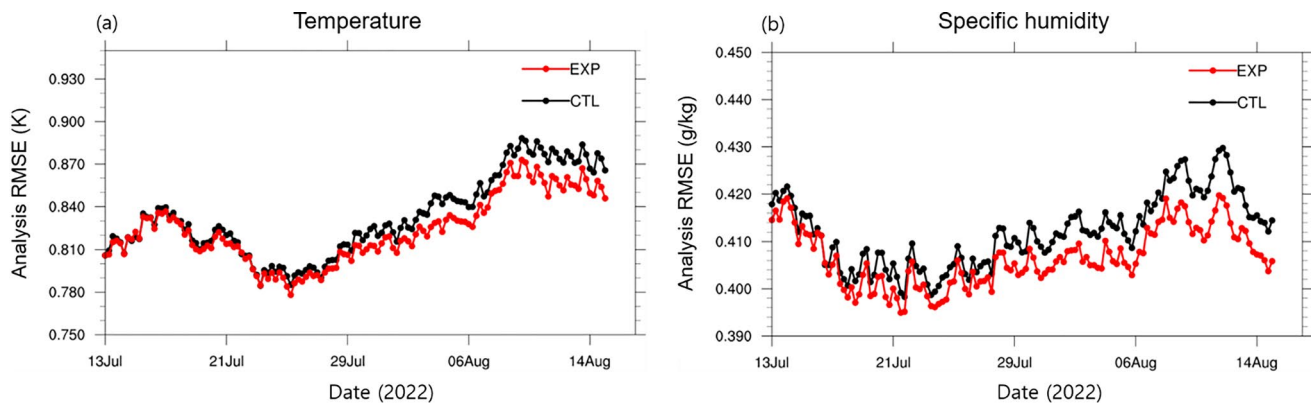 (a) Temperature
Analysis RMSE (K)
0.930
0.900
0.870
0.840
0.810
0.780
0.750
EXP
CTL
13Jul 21Jul 29Jul 06Aug 14Aug
Date (2022)
(b) Specific humidity
Analysis RMSE (g/kg)
0.450
0.440
0.430
0.420
0.410
0.400
0.390
EXP
CTL
13Jul 21Jul 29Jul 06Aug 14Aug
Date (2022)